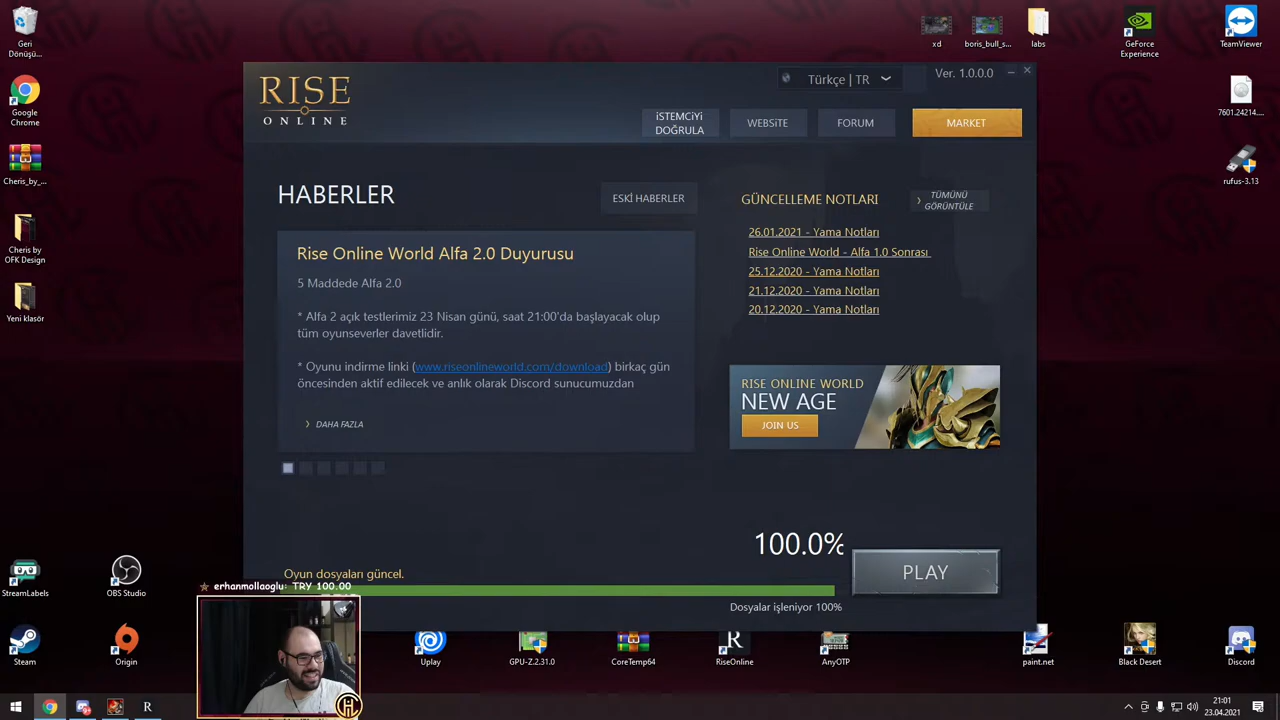 Geri
Dönüşü...
Google
Chrome
Cheris_by_...
Cheris by
OFK Design
Yeni klasör
StreamLabels
OBS Studio
Steam
Origin
xd
boris_bull_s...
labs
GeForce
Experience
TeamViewer
7601.24214....
rufus-3.13
RISE
ONLINE
Türkçe | TR
Ver. 1.0.0.0
iSTEMCiYi
DOĞRULA
WEBSiTE
FORUM
MARKET
HABERLER
ESKİ HABERLER
Rise Online World Alfa 2.0 Duyurusu
5 Maddede Alfa 2.0
* Alfa 2 açık testlerimiz 23 Nisan günü, saat 21:00'da başlayacak olup
tüm oyunseverler davetlidir.
* Oyunu indirme linki (www.riseonlineworld.com/download) birkaç gün
öncesinden aktif edilecek ve anlık olarak Discord sunucumuzdan
DAHA FAZLA
GÜNCELLEME NOTLARI
TÜMÜNÜ
GÖRÜNTÜLE
26.01.2021 - Yama Notları
Rise Online World - Alfa 1.0 Sonrası
25.12.2020 - Yama Notları
21.12.2020 - Yama Notları
20.12.2020 - Yama Notları
RISE ONLINE WORLD
NEW AGE
JOIN US
100.0%
Oyun dosyaları güncel.
PLAY
Dosyalar işleniyor 100%
erhanmollaoglu: TRY 100.00
Uplay
GPU-Z.2.31.0
CoreTemp64
RiseOnline
AnyOTP
paint.net
Black Desert
Discord
21:01
23.04.2021